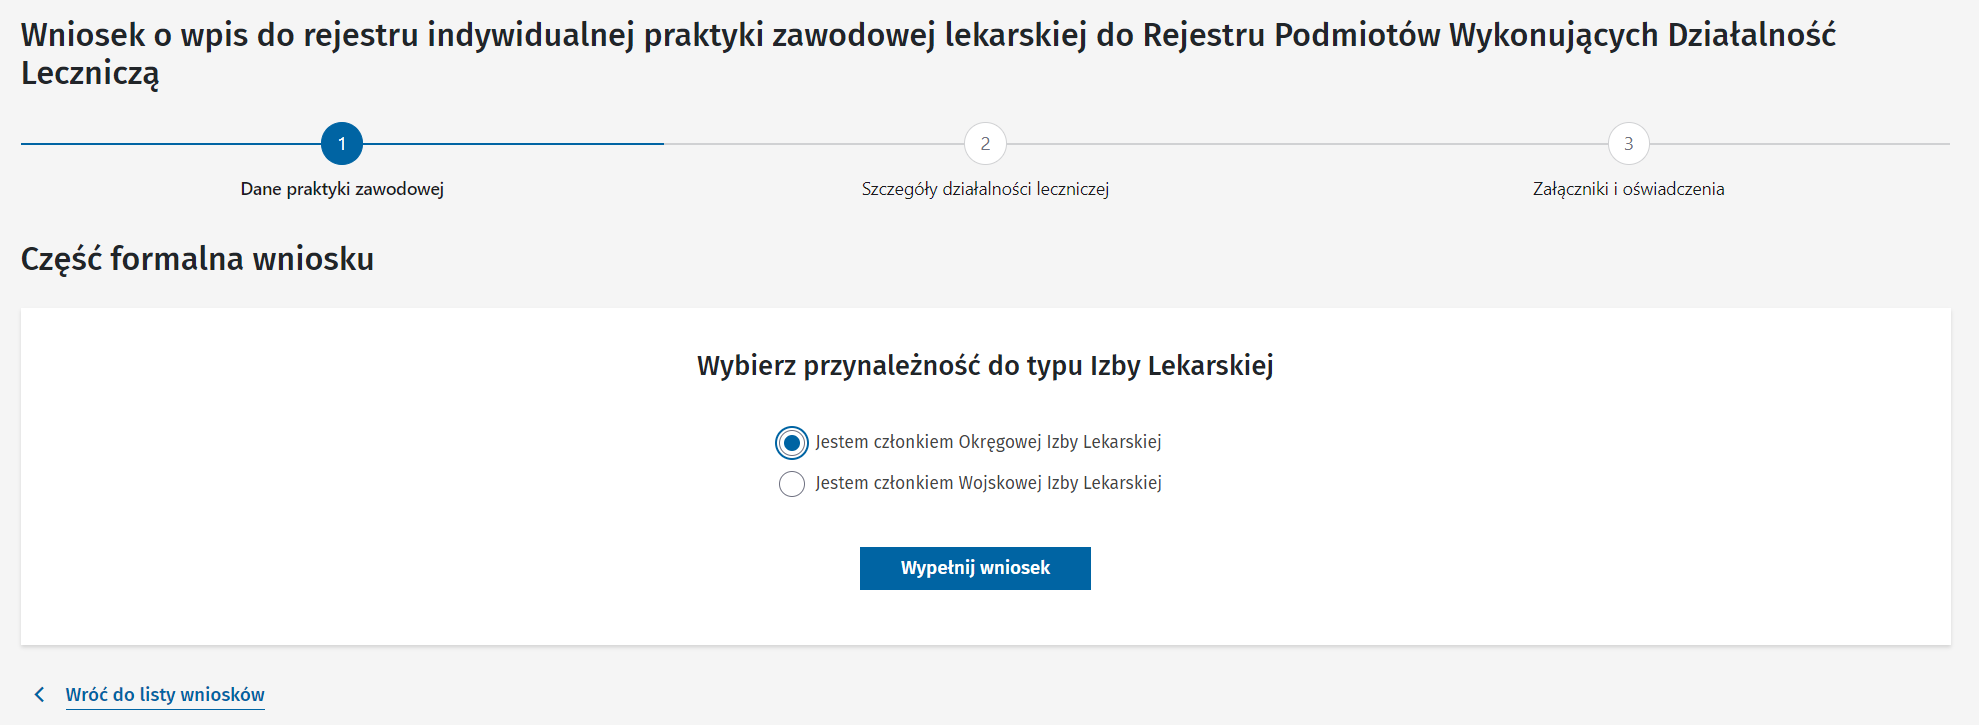 Wniosek o wpis do rejestru indywidualnej praktyki zawodowej lekarskiej do Rejestru Podmiotów Wykonujących Działalność
Leczniczą
1
2
3
Dane praktyki zawodowej
Szczegóły działalności leczniczej
Załączniki i oświadczenia
Część formalna wniosku
Wybierz przynależność do typu Izby Lekarskiej
Jestem członkiem Okręgowej Izby Lekarskiej
Jestem członkiem Wojskowej Izby Lekarskiej
Wypełnij wniosek
Wróć do listy wniosków